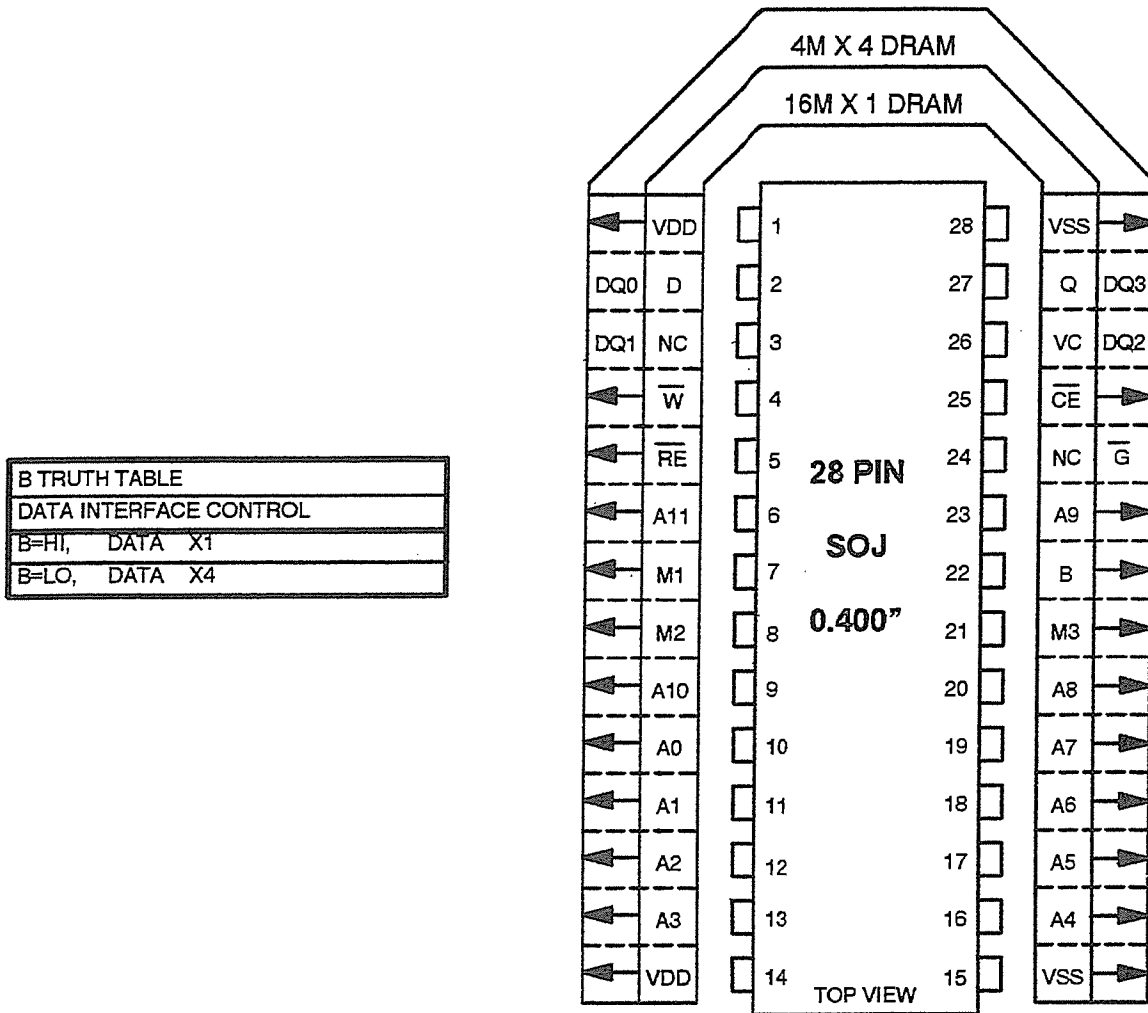 4M X 4 DRAM
16M X 1 DRAM
VDD 1 28 VSS
DQ0 D 2 27 Q DQ3
DQ1 NC 3 26 VC DQ2
W̅ 4 25 C̅E̅
R̅E̅ 5 24 NC G̅
28 PIN
A11 6 23 A9
SOJ
M1 7 22 B
0.400"
M2 8 21 M3
A10 9 20 A8
A0 10 19 A7
A1 11 18 A6
A2 12 17 A5
A3 13 16 A4
VDD 14 15 VSS
TOP VIEW
B TRUTH TABLE
DATA INTERFACE CONTROL
B=HI, DATA X1
B=LO, DATA X4